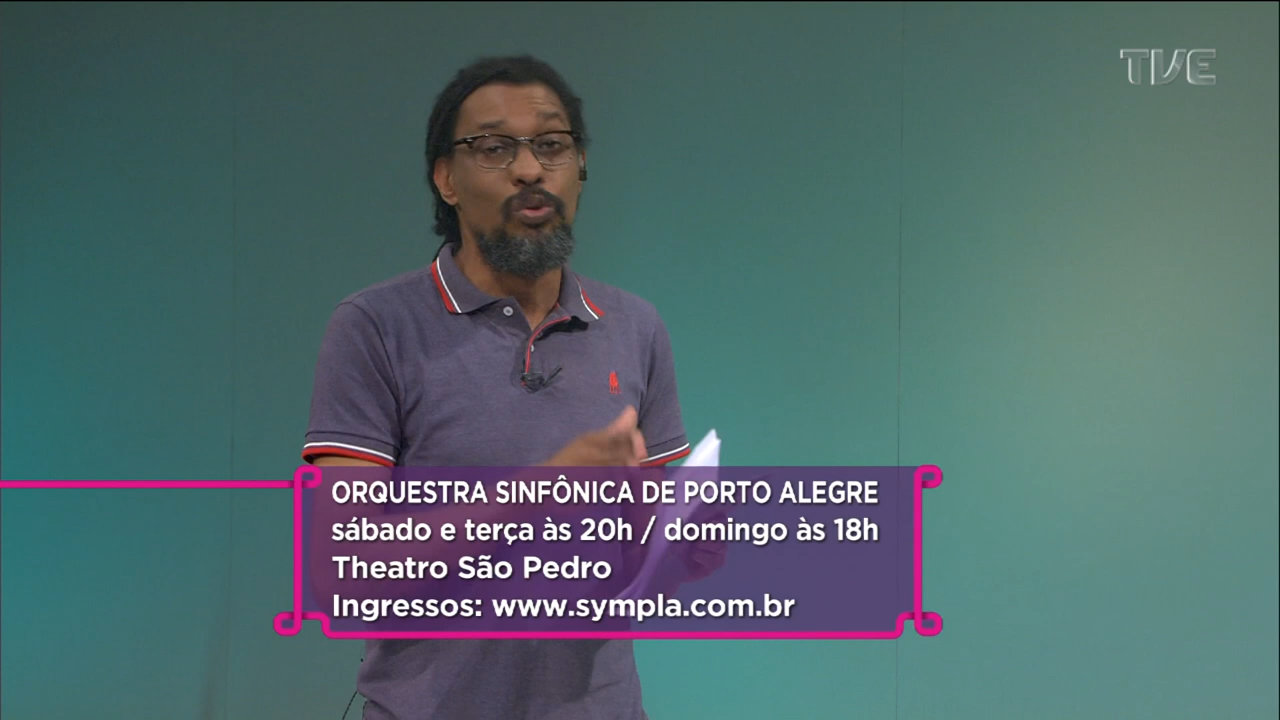 TVE
ORQUESTRA SINFÔNICA DE PORTO ALEGRE
sábado e terça às 20h / domingo às 18h
Theatro São Pedro
Ingressos: www.sympla.com.br